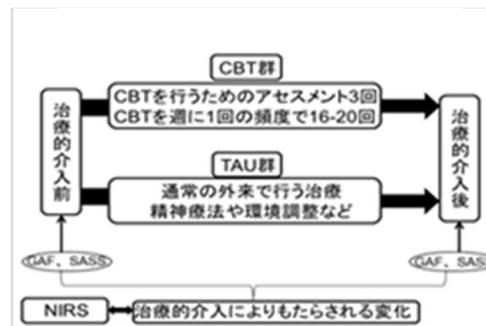 CBT群
CBTを行うためのアセスメント3回
CBTを週に1回の頻度で16-20回
治療的介入前
治療的介入後
TAU群
通常の外来で行う治療
精神療法や環境調整など
GAF、SASS
GAF、SAS
NIRS
治療的介入によりもたらされる変化